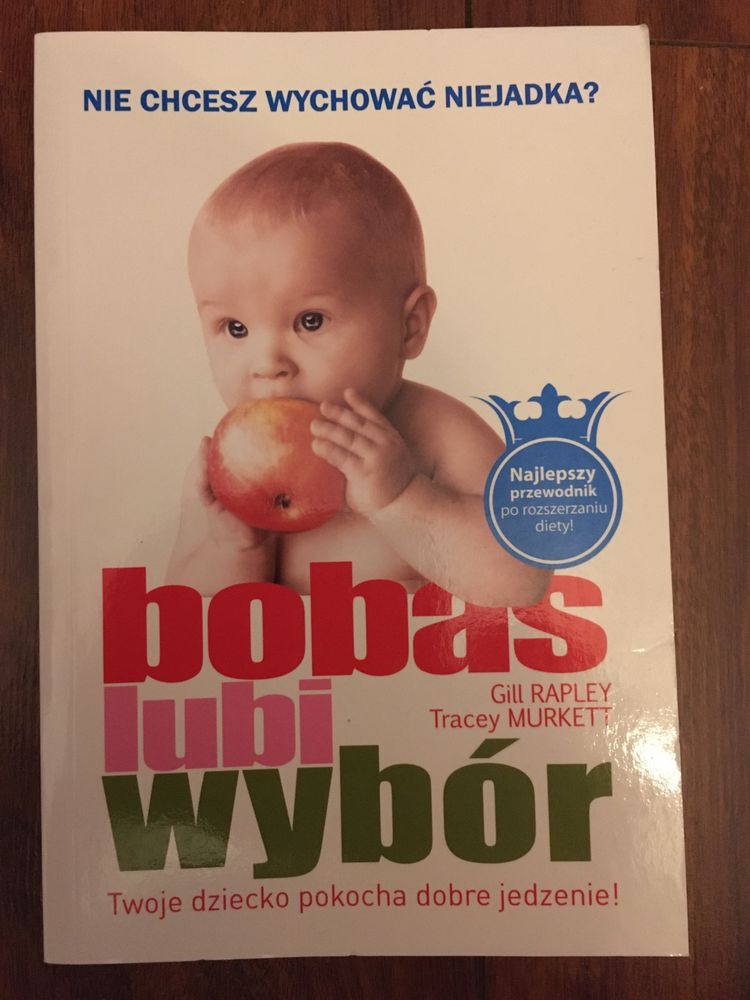 NIE CHCESZ WYCHOWAĆ NIEJADKA?
Najlepszy
przewodnik
po rozszerzaniu
diety!
bobas
lubi
Gill RAPLEY
Tracey MURKETT
wybór
Twoje dziecko pokocha dobre jedzenie!